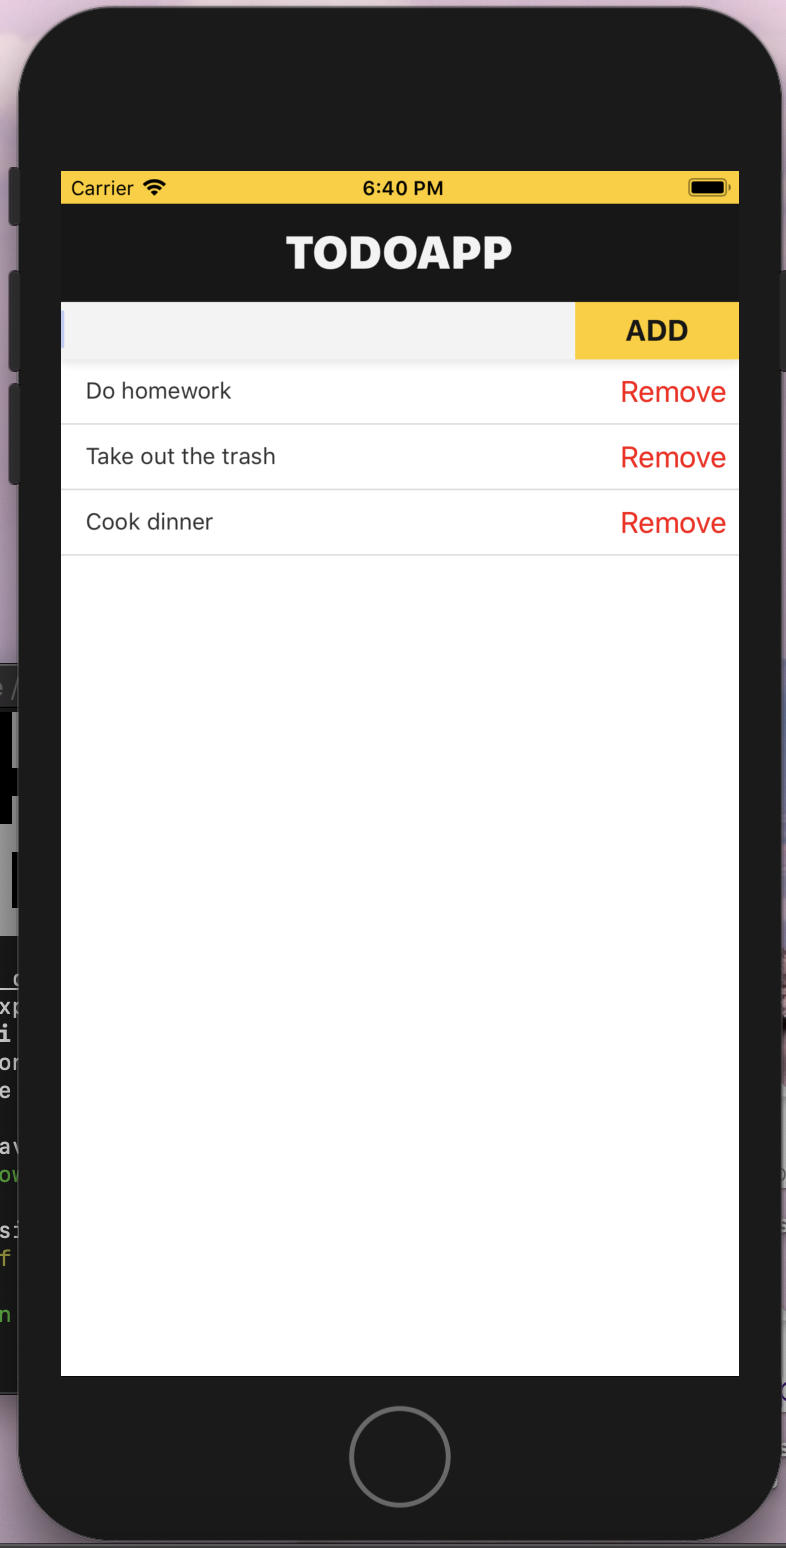 Carrier 6:40 PM
TODOAPP
ADD
Do homework Remove
Take out the trash Remove
Cook dinner Remove